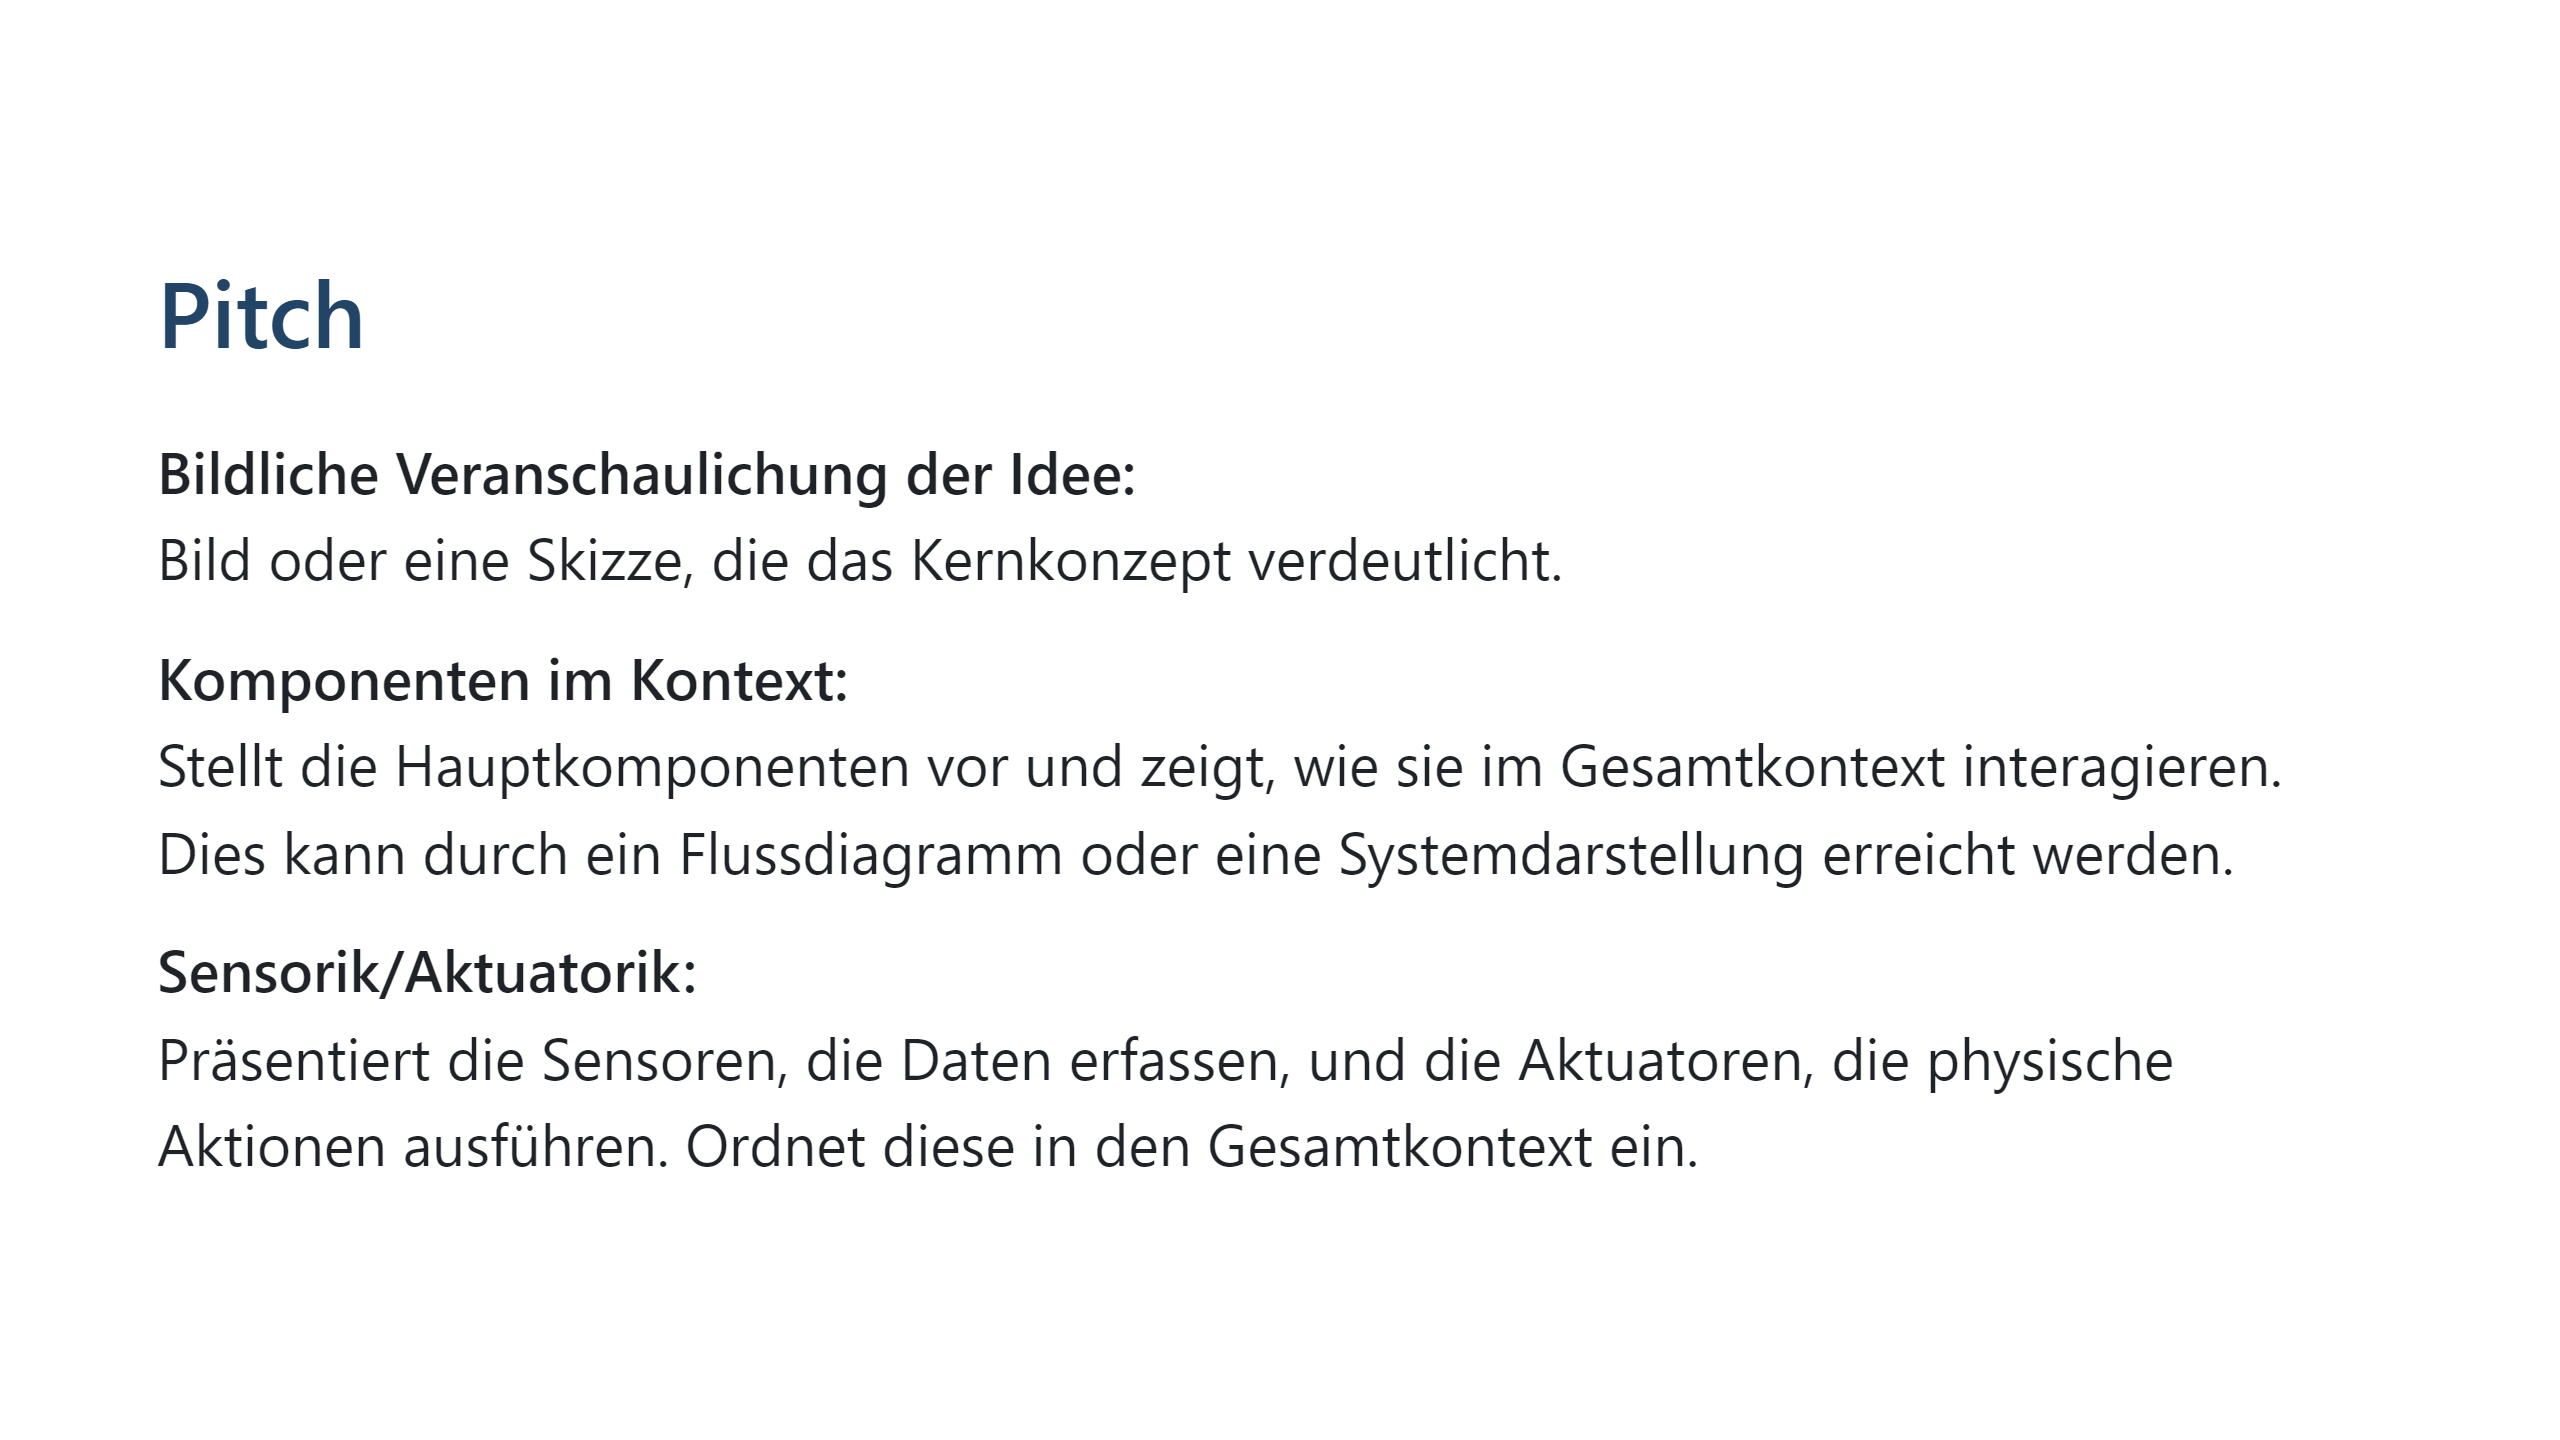 Pitch
Bildliche Veranschaulichung der Idee:
Bild oder eine Skizze, die das Kernkonzept verdeutlicht.
Komponenten im Kontext:
Stellt die Hauptkomponenten vor und zeigt, wie sie im Gesamtkontext interagieren.
Dies kann durch ein Flussdiagramm oder eine Systemdarstellung erreicht werden.
Sensorik/Aktuatorik:
Präsentiert die Sensoren, die Daten erfassen, und die Aktuatoren, die physische
Aktionen ausführen. Ordnet diese in den Gesamtkontext ein.